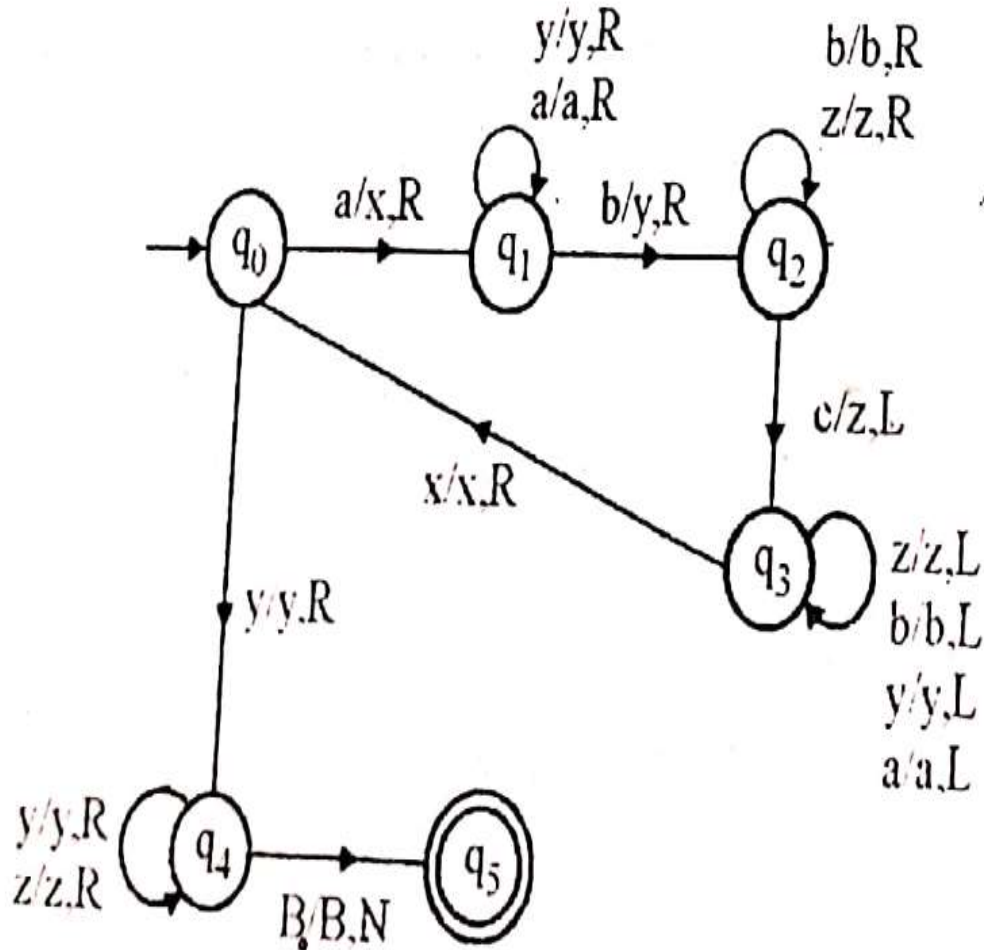 y/y,R
a/a,R
b/b,R
z/z,R
a/x,R
b/y,R
q0
q1
q2
c/z,L
x/x,R
q3
z/z,L
b/b,L
y/y,L
a/a,L
y/y,R
y/y,R
z/z,R
q4
q5
B/B,N